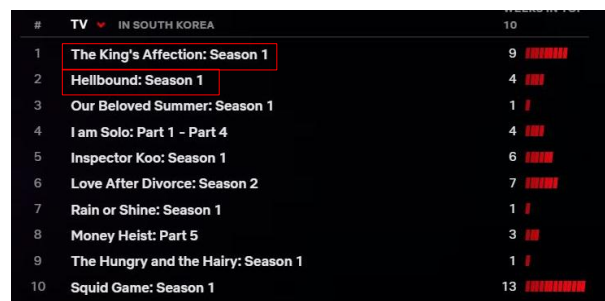 # TV IN SOUTH KOREA WEEKS IN TOP 10
1 The King's Affection: Season 1 9
2 Hellbound: Season 1 4
3 Our Beloved Summer: Season 1 1
4 I am Solo: Part 1 - Part 4 4
5 Inspector Koo: Season 1 6
6 Love After Divorce: Season 2 7
7 Rain or Shine: Season 1 1
8 Money Heist: Part 5 3
9 The Hungry and the Hairy: Season 1 1
10 Squid Game: Season 1 13